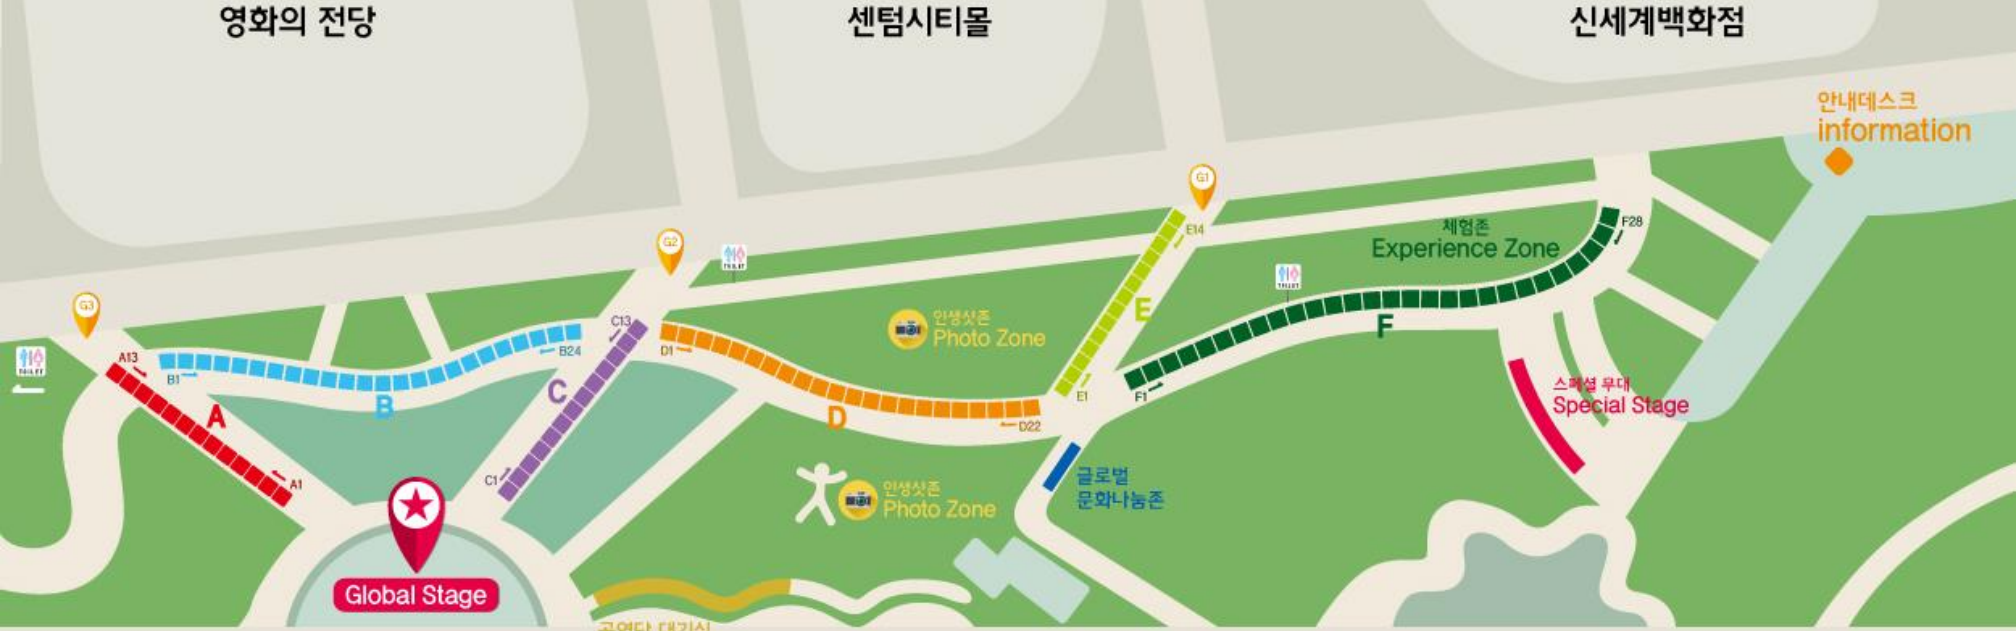 영화의 전당
센텀시티몰
신세계백화점
안내데스크
information
G1
G2
G3
TOILET
TOILET
TOILET
체험존
Experience Zone
F28
E14
E
F
F1
E1
인생샷존
Photo Zone
C13
B24
D1
D
D22
A13
B1
B
A
A1
C
C1
스페셜 무대
Special Stage
글로벌
문화나눔존
인생샷존
Photo Zone
Global Stage